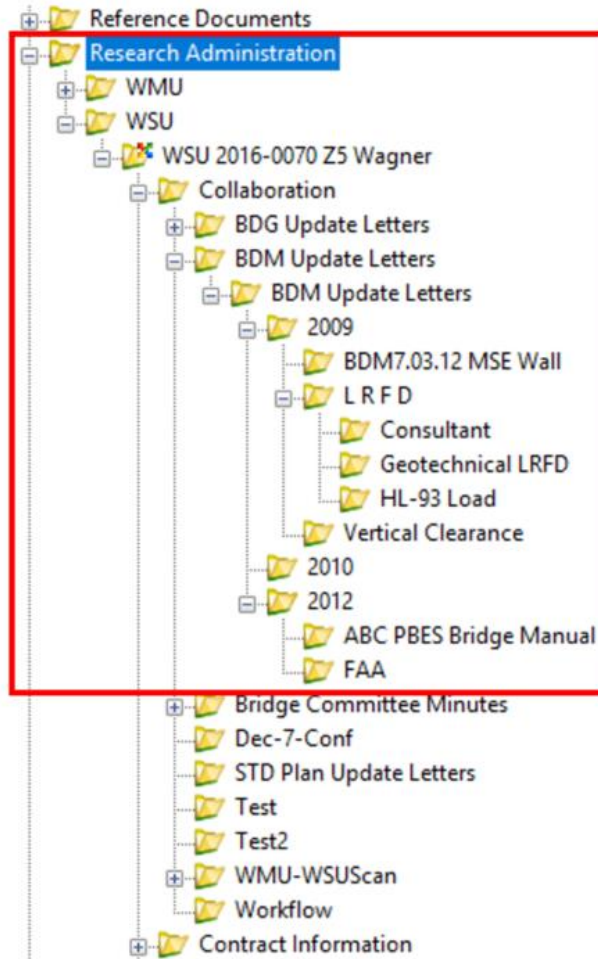 Reference Documents
Research Administration
WMU
WSU
WSU 2016-0070 Z5 Wagner
Collaboration
BDG Update Letters
BDM Update Letters
BDM Update Letters
2009
BDM7.03.12 MSE Wall
L R F D
Consultant
Geotechnical LRFD
HL-93 Load
Vertical Clearance
2010
2012
ABC PBES Bridge Manual
FAA
Bridge Committee Minutes
Dec-7-Conf
STD Plan Update Letters
Test
Test2
WMU-WSUScan
Workflow
Contract Information